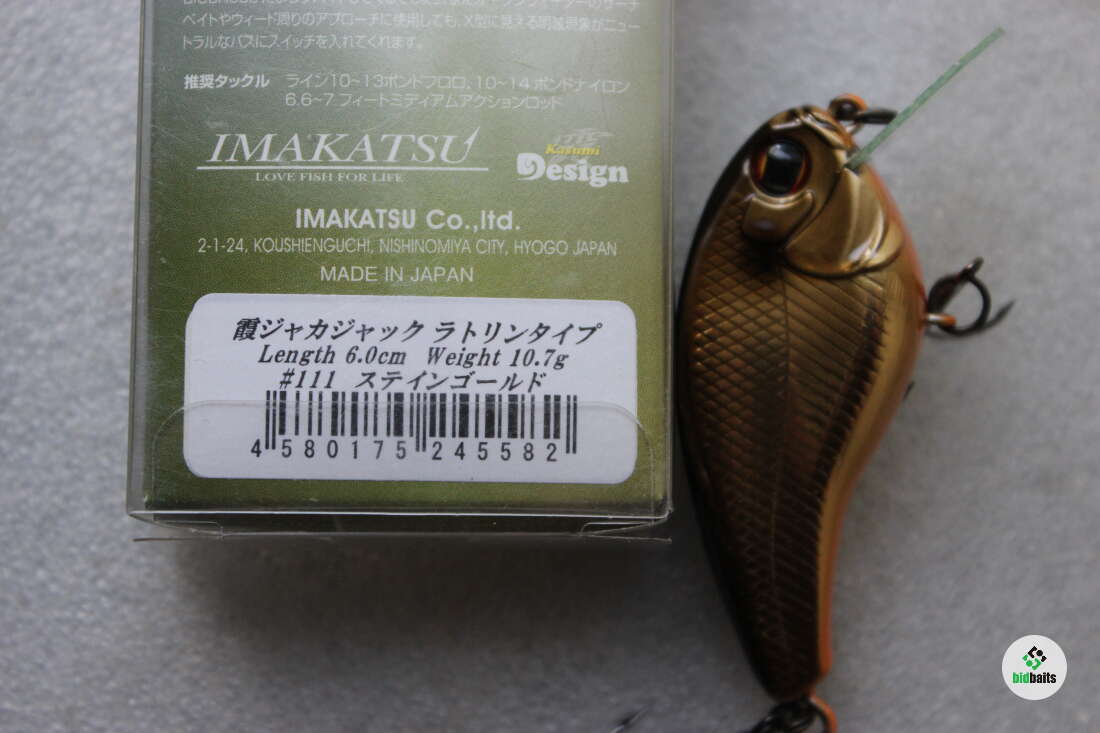 ベイトやウィード周りのアプローチに使用しても、X型に見える明滅現象がニュー
トラルなバスにスイッチを入れてくれます。
推奨タックル ライン10~13ポンドフロロ、10~14ポンドナイロン
6.6~7フィートミディアムアクションロッド
IMAKATSU
LOVE FISH FOR LIFE
Kasumi
Design
IMAKATSU Co.,ltd.
2-1-24, KOUSHIENGUCHI, NISHINOMIYA CITY, HYOGO JAPAN
MADE IN JAPAN
霞ジャカジャック ラトリンタイプ
Length 6.0cm Weight 10.7g
#111 ステインゴールド
4 580175 245582
bidbaits